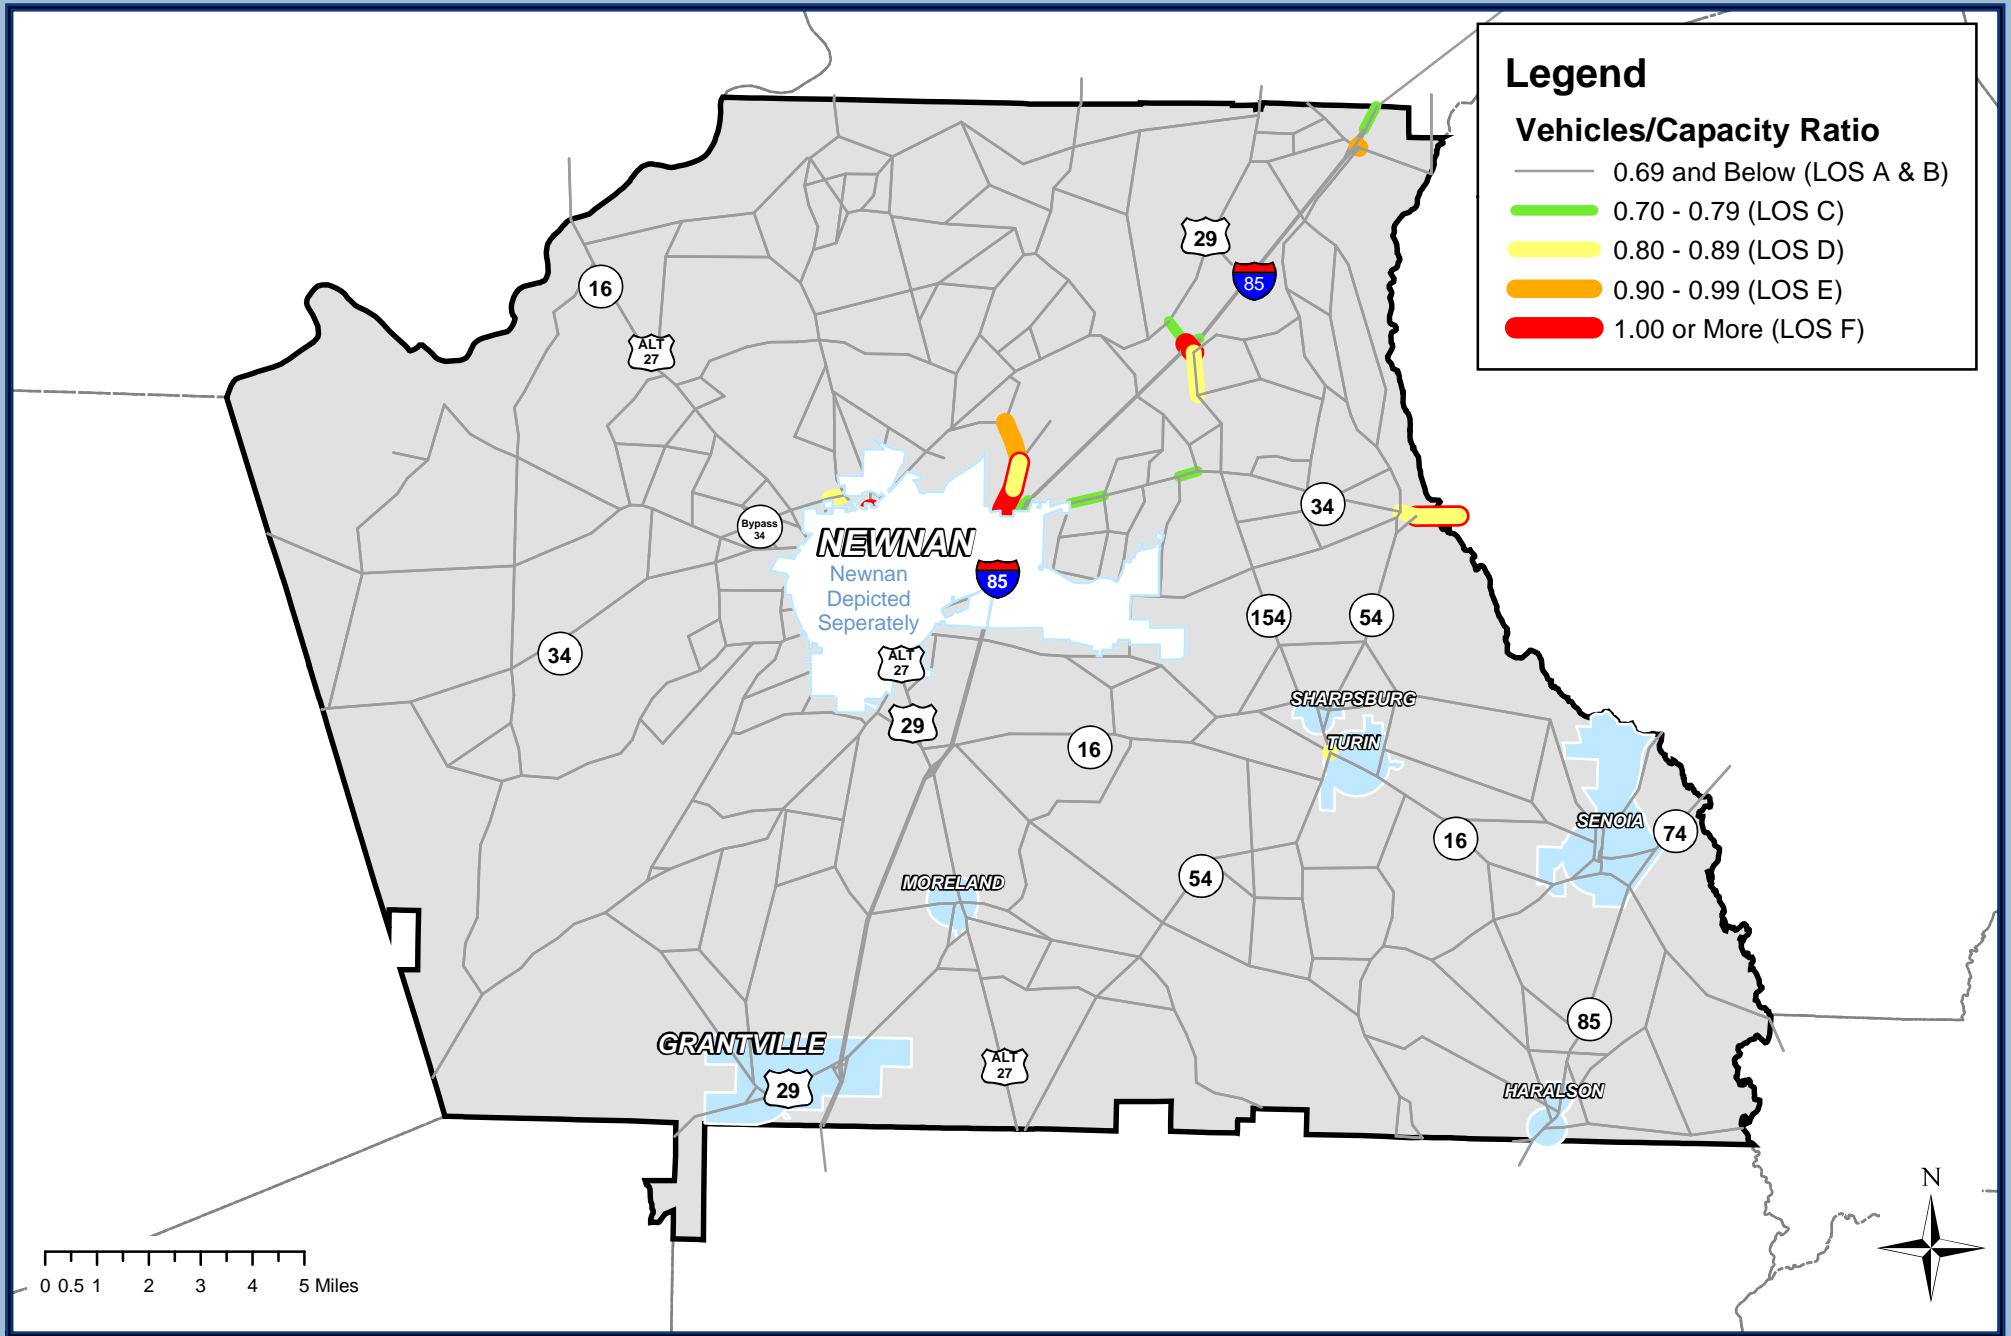 Legend
Vehicles/Capacity Ratio
0.69 and Below (LOS A & B)
0.70 - 0.79 (LOS C)
0.80 - 0.89 (LOS D)
0.90 - 0.99 (LOS E)
1.00 or More (LOS F)
29
85
16
ALT
27
34
Bypass
34
NEWNAN
Newnan
Depicted
Seperately
85
154
54
34
ALT
27
29
SHARPSBURG
TURIN
16
SENOIA
74
16
54
MORELAND
85
GRANTVILLE
29
ALT
27
HARALSON
N
0 0.5 1 2 3 4 5 Miles